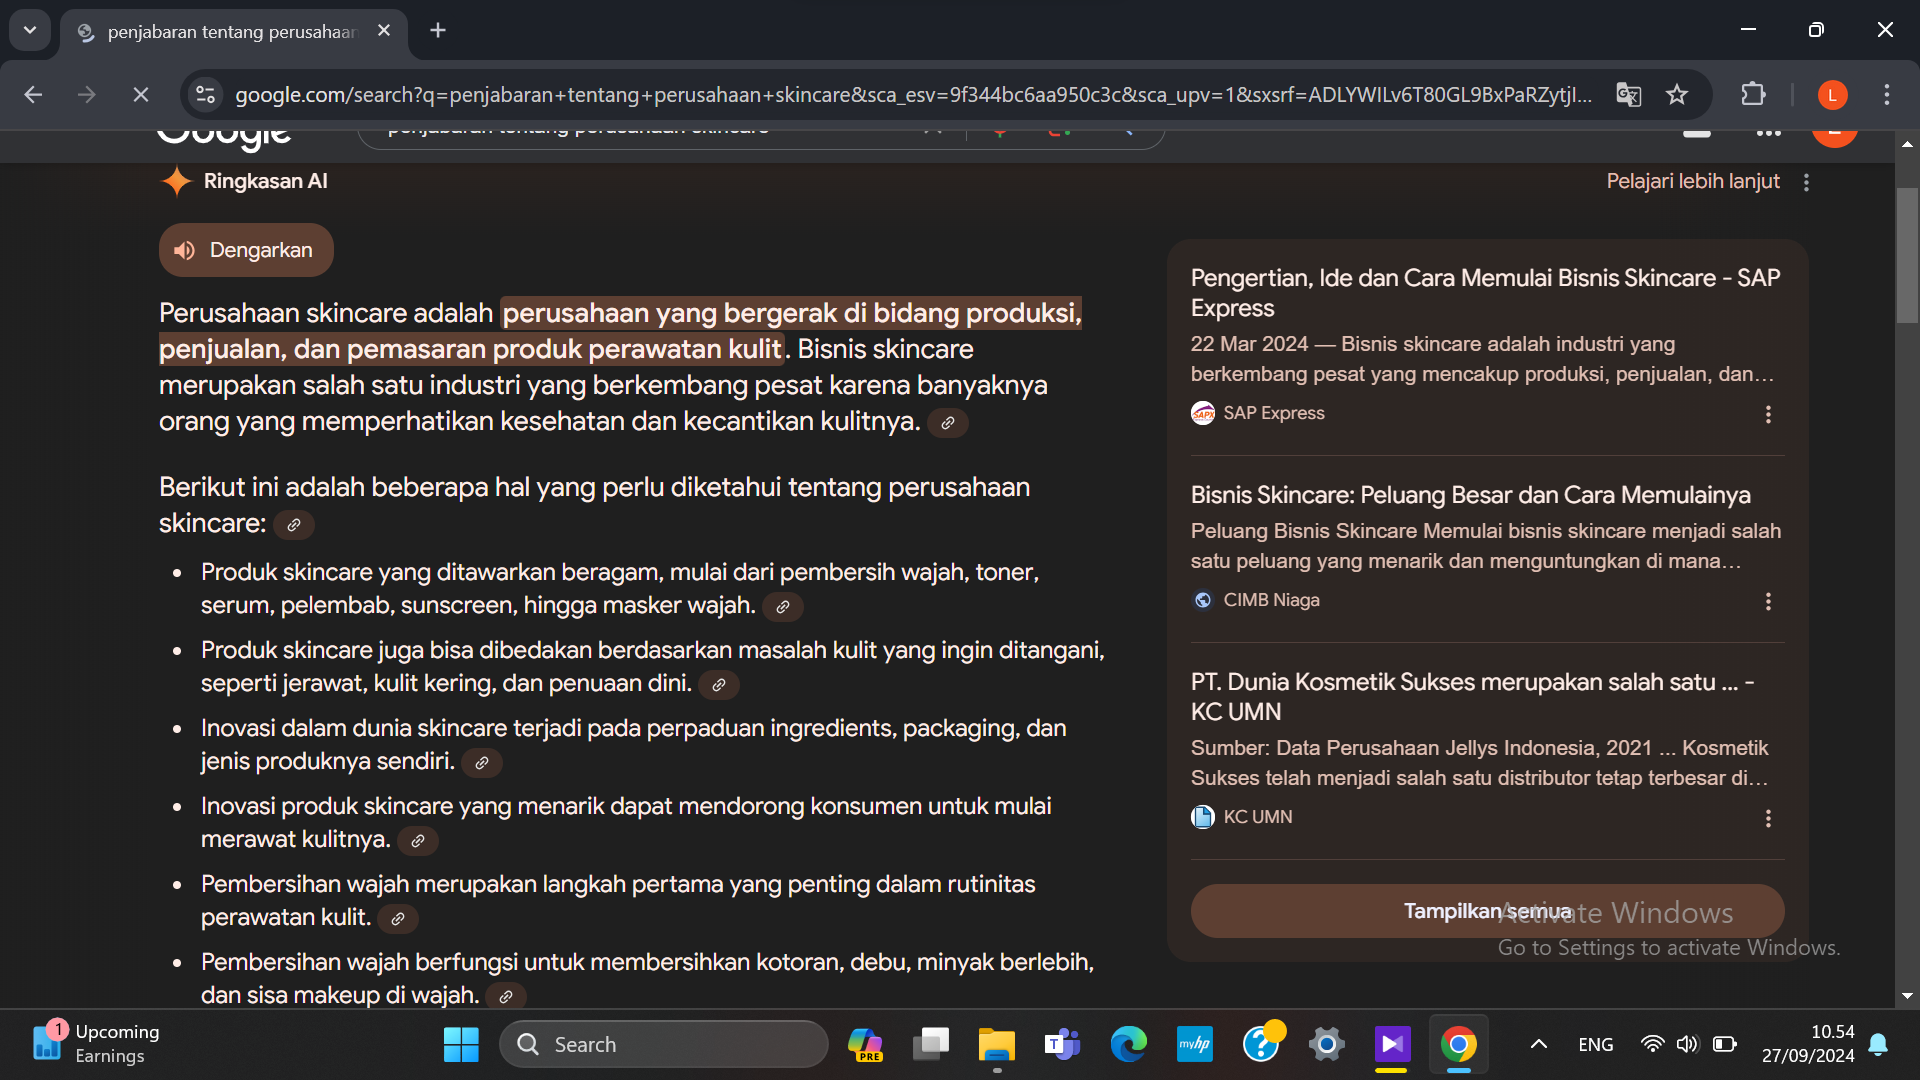 penjabaran tentang perusahaan
google.com/search?q=penjabaran+tentang+perusahaan+skincare&sca_esv=9f344bc6aa950c3c&sca_upv=1&sxsrf=ADLYWILv6T80GL9BxPaRZytjI...
L
Google
penjabaran tentang perusahaan skincare
Ringkasan AI
Pelajari lebih lanjut
Dengarkan
Perusahaan skincare adalah perusahaan yang bergerak di bidang produksi,
penjualan, dan pemasaran produk perawatan kulit. Bisnis skincare
merupakan salah satu industri yang berkembang pesat karena banyaknya
orang yang memperhatikan kesehatan dan kecantikan kulitnya.
Berikut ini adalah beberapa hal yang perlu diketahui tentang perusahaan
skincare:
• Produk skincare yang ditawarkan beragam, mulai dari pembersih wajah, toner,
serum, pelembab, sunscreen, hingga masker wajah.
• Produk skincare juga bisa dibedakan berdasarkan masalah kulit yang ingin ditangani,
seperti jerawat, kulit kering, dan penuaan dini.
• Inovasi dalam dunia skincare terjadi pada perpaduan ingredients, packaging, dan
jenis produknya sendiri.
• Inovasi produk skincare yang menarik dapat mendorong konsumen untuk mulai
merawat kulitnya.
• Pembersihan wajah merupakan langkah pertama yang penting dalam rutinitas
perawatan kulit.
• Pembersihan wajah berfungsi untuk membersihkan kotoran, debu, minyak berlebih,
dan sisa makeup di wajah.
Pengertian, Ide dan Cara Memulai Bisnis Skincare - SAP
Express
22 Mar 2024 — Bisnis skincare adalah industri yang
berkembang pesat yang mencakup produksi, penjualan, dan...
SAPX
SAP Express
Bisnis Skincare: Peluang Besar dan Cara Memulainya
Peluang Bisnis Skincare Memulai bisnis skincare menjadi salah
satu peluang yang menarik dan menguntungkan di mana...
CIMB Niaga
PT. Dunia Kosmetik Sukses merupakan salah satu ... -
KC UMN
Sumber: Data Perusahaan Jellys Indonesia, 2021 ... Kosmetik
Sukses telah menjadi salah satu distributor tetap terbesar di...
KC UMN
Tampilkan semua
Activate Windows
Go to Settings to activate Windows.
1
Upcoming
Earnings
Search
PRE
T
myhp
?
ENG
10.54
27/09/2024